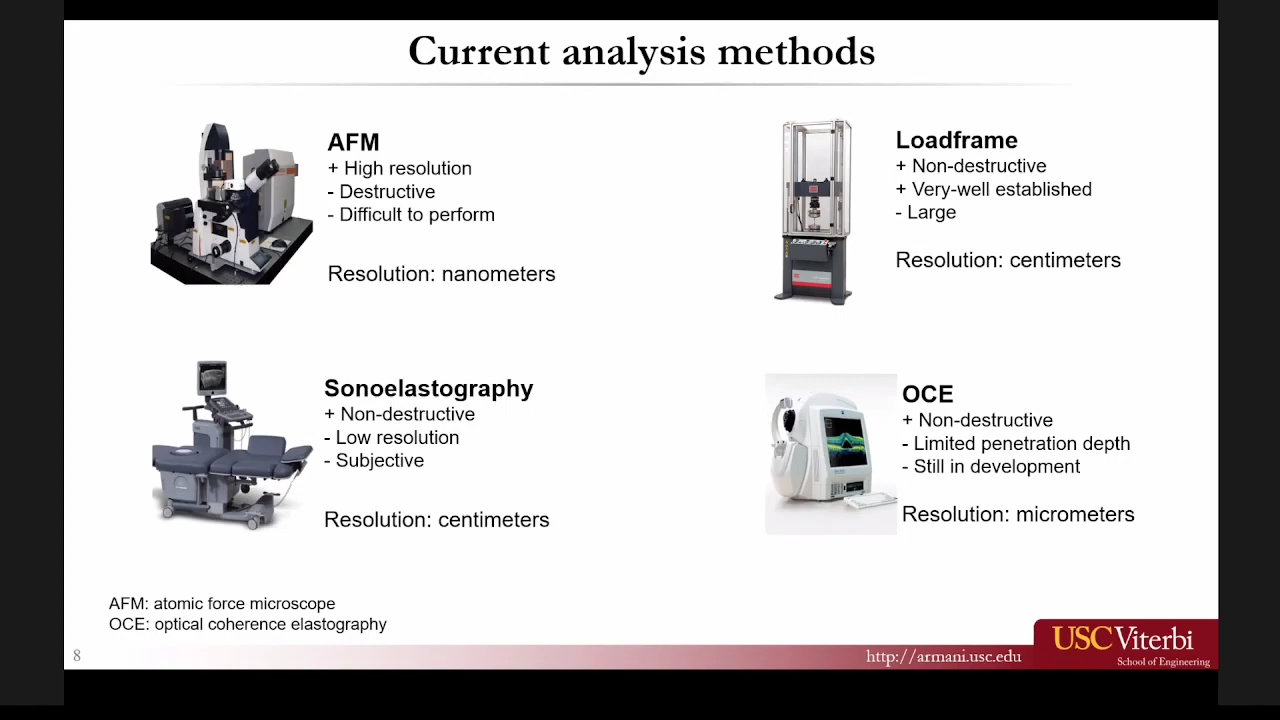 Current analysis methods
AFM
+ High resolution
- Destructive
- Difficult to perform
Resolution: nanometers
Loadframe
+ Non-destructive
+ Very-well established
- Large
Resolution: centimeters
Sonoelastography
+ Non-destructive
- Low resolution
- Subjective
Resolution: centimeters
OCE
+ Non-destructive
- Limited penetration depth
- Still in development
Resolution: micrometers
AFM: atomic force microscope
OCE: optical coherence elastography
8
http://armani.usc.edu
USC Viterbi
School of Engineering